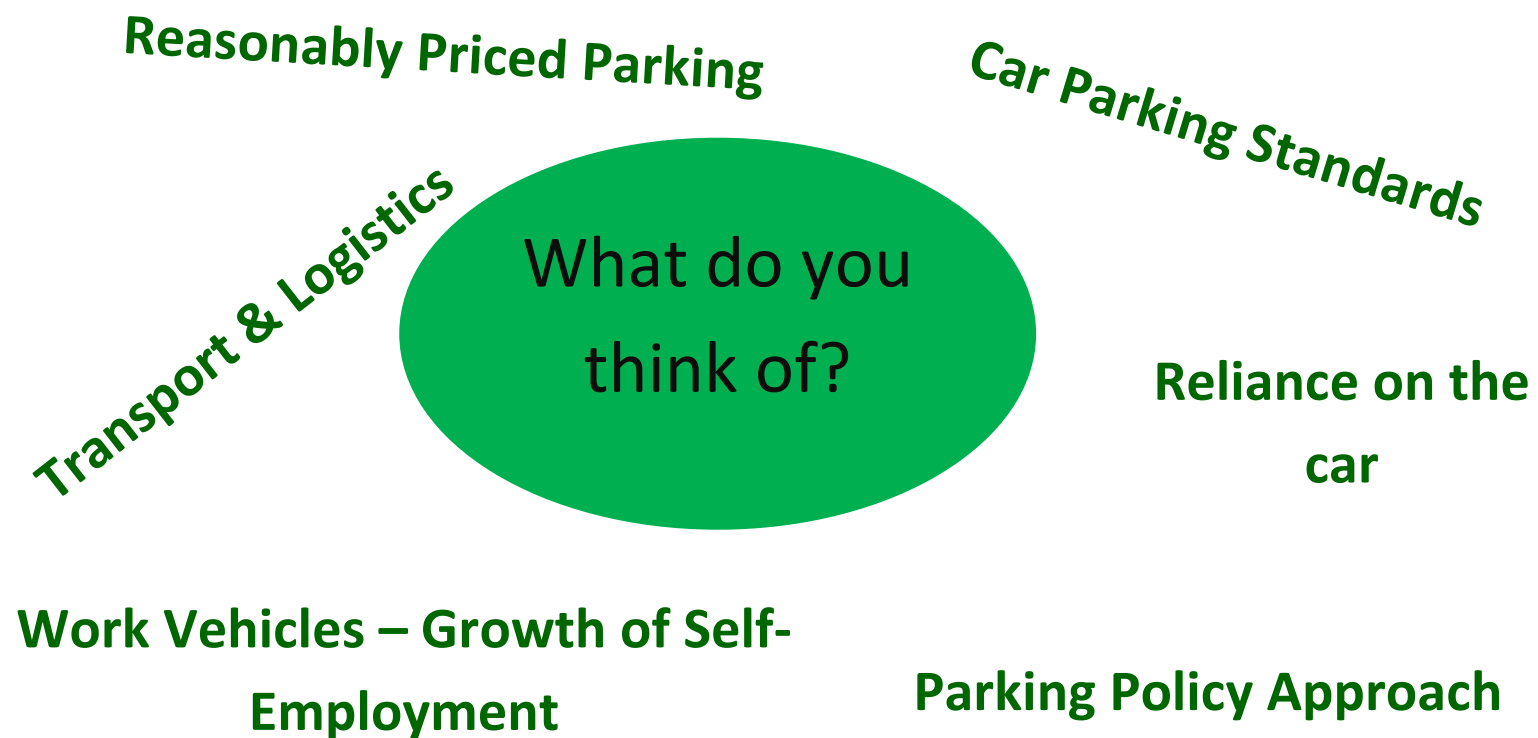 Reasonably Priced Parking
Car Parking Standards
Transport & Logistics
What do you
think of?
Reliance on the
car
Work Vehicles – Growth of Self-
Employment
Parking Policy Approach